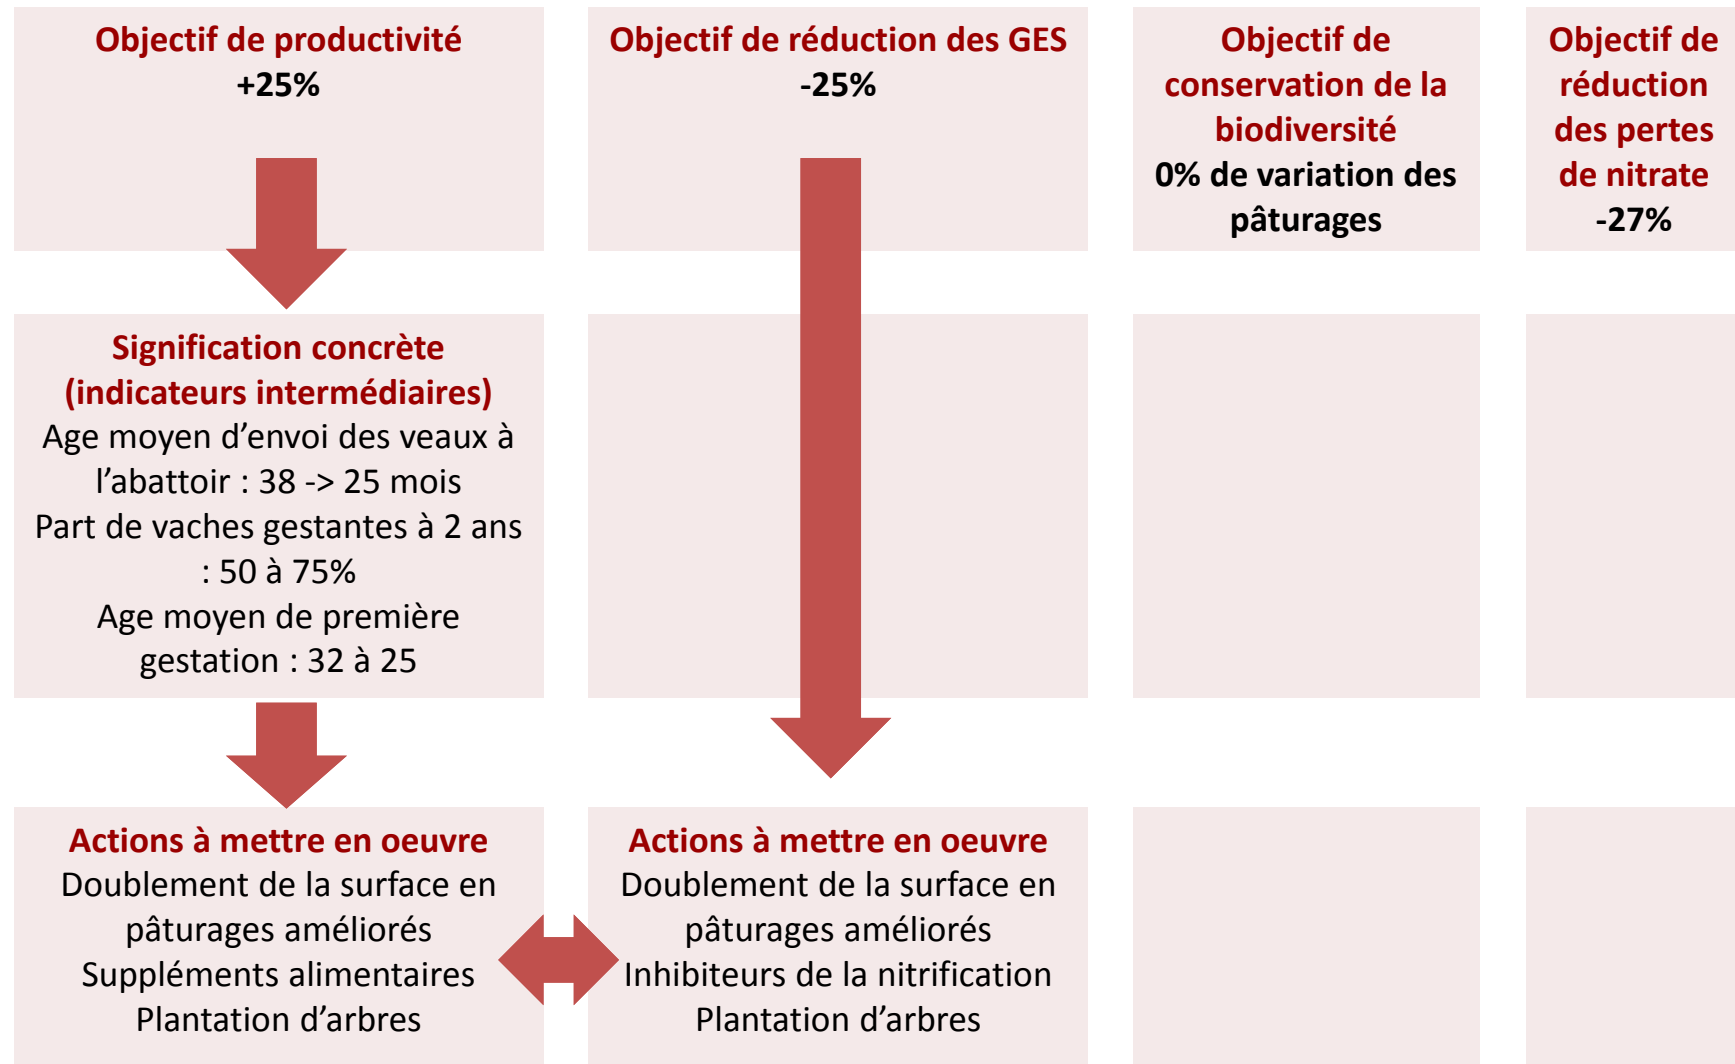 Objectif de productivité
+25%
Objectif de réduction des GES
-25%
Objectif de
conservation de la
biodiversité
0% de variation des
pâturages
Objectif de
réduction
des pertes
de nitrate
-27%
Signification concrète
(indicateurs intermédiaires)
Age moyen d’envoi des veaux à
l’abattoir : 38 -> 25 mois
Part de vaches gestantes à 2 ans
: 50 à 75%
Age moyen de première
gestation : 32 à 25
Actions à mettre en oeuvre
Doublement de la surface en
pâturages améliorés
Suppléments alimentaires
Plantation d’arbres
Actions à mettre en oeuvre
Doublement de la surface en
pâturages améliorés
Inhibiteurs de la nitrification
Plantation d’arbres